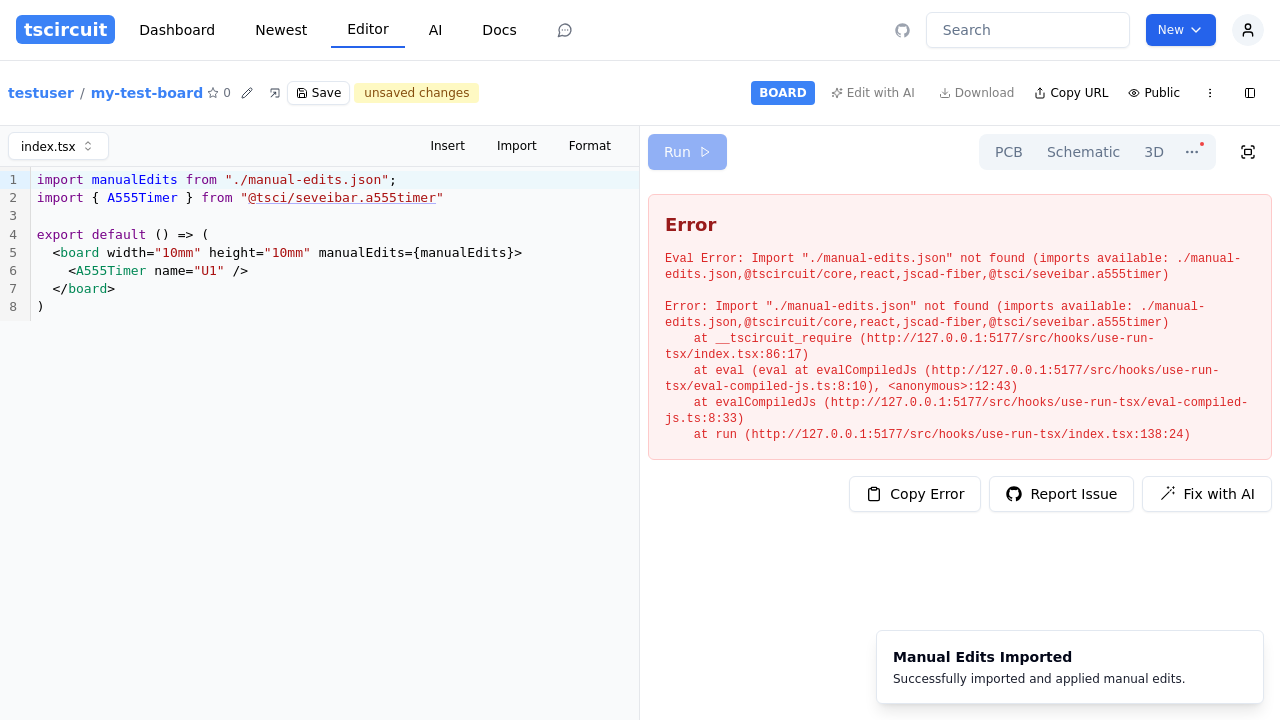 tscircuit Dashboard Newest Editor AI Docs Search New
testuser / my-test-board 0 Save unsaved changes BOARD Edit with AI Download Copy URL Public
index.tsx Insert Import Format Run PCB Schematic 3D
1 import manualEdits from "./manual-edits.json";
2 import { A555Timer } from "@tsci/seveibar.a555timer"
3
4 export default () => (
5 <board width="10mm" height="10mm" manualEdits={manualEdits}>
6 <A555Timer name="U1" />
7 </board>
8 )
Error
Eval Error: Import "./manual-edits.json" not found (imports available: ./manual-
edits.json,@tscircuit/core,react,jscad-fiber,@tsci/seveibar.a555timer)
Error: Import "./manual-edits.json" not found (imports available: ./manual-
edits.json,@tscircuit/core,react,jscad-fiber,@tsci/seveibar.a555timer)
at __tscircuit_require (http://127.0.0.1:5177/src/hooks/use-run-
tsx/index.tsx:86:17)
at eval (eval at evalCompiledJs (http://127.0.0.1:5177/src/hooks/use-run-
tsx/eval-compiled-js.ts:8:10), <anonymous>:12:43)
at evalCompiledJs (http://127.0.0.1:5177/src/hooks/use-run-tsx/eval-compiled-
js.ts:8:33)
at run (http://127.0.0.1:5177/src/hooks/use-run-tsx/index.tsx:138:24)
Copy Error Report Issue Fix with AI
Manual Edits Imported
Successfully imported and applied manual edits.